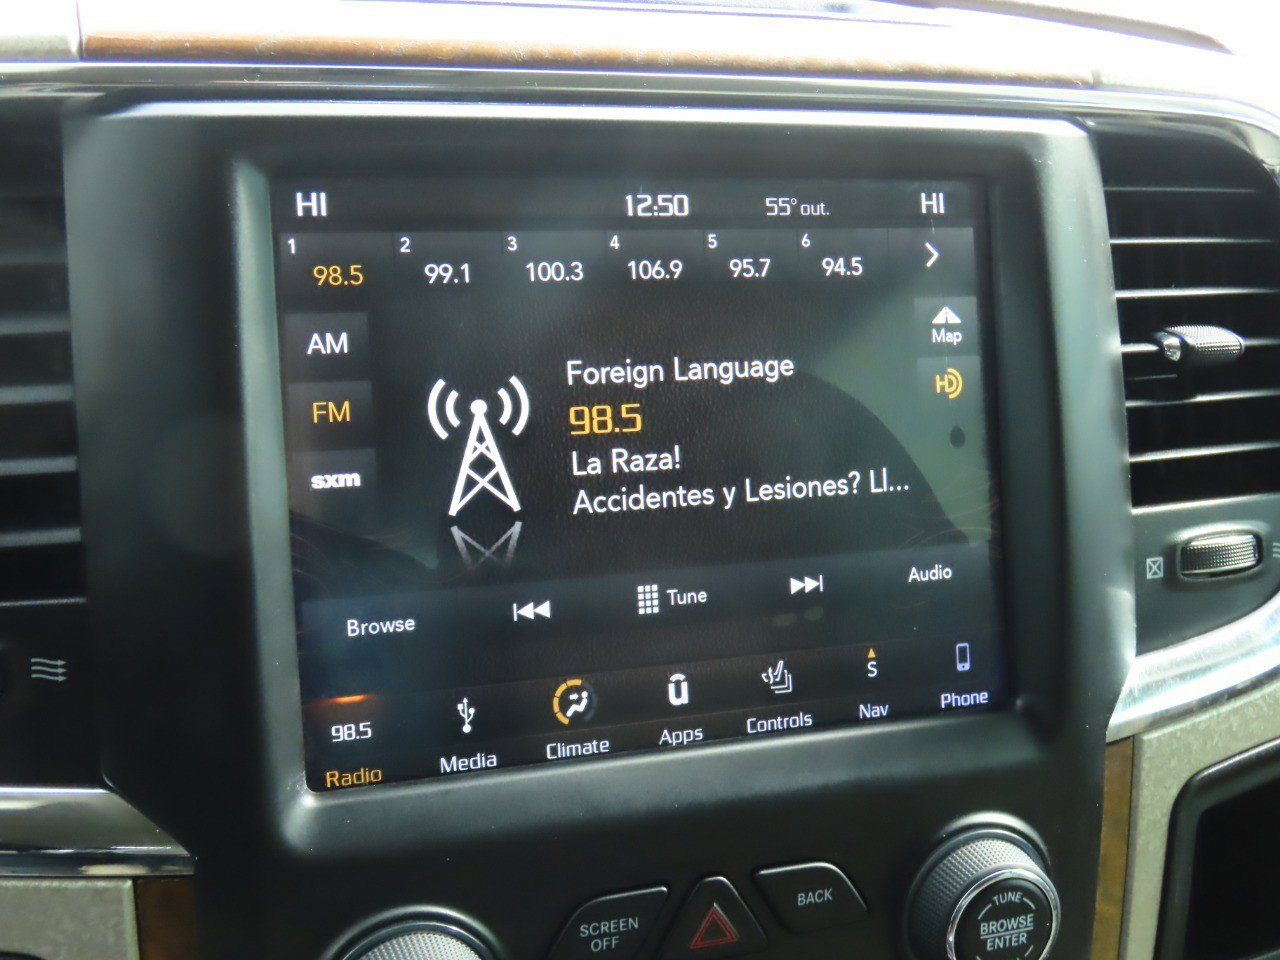 HI 12:50 55° out. HI
1 2 3 4 5 6
98.5 99.1 100.3 106.9 95.7 94.5
AM
Map
Foreign Language
HD
FM
98.5
La Raza!
sxm
Accidentes y Lesiones? Ll...
Browse Tune Audio
98.5 u S
Radio Media Climate Apps Controls Nav Phone
SCREEN
OFF
BACK
TUNE
BROWSE
ENTER